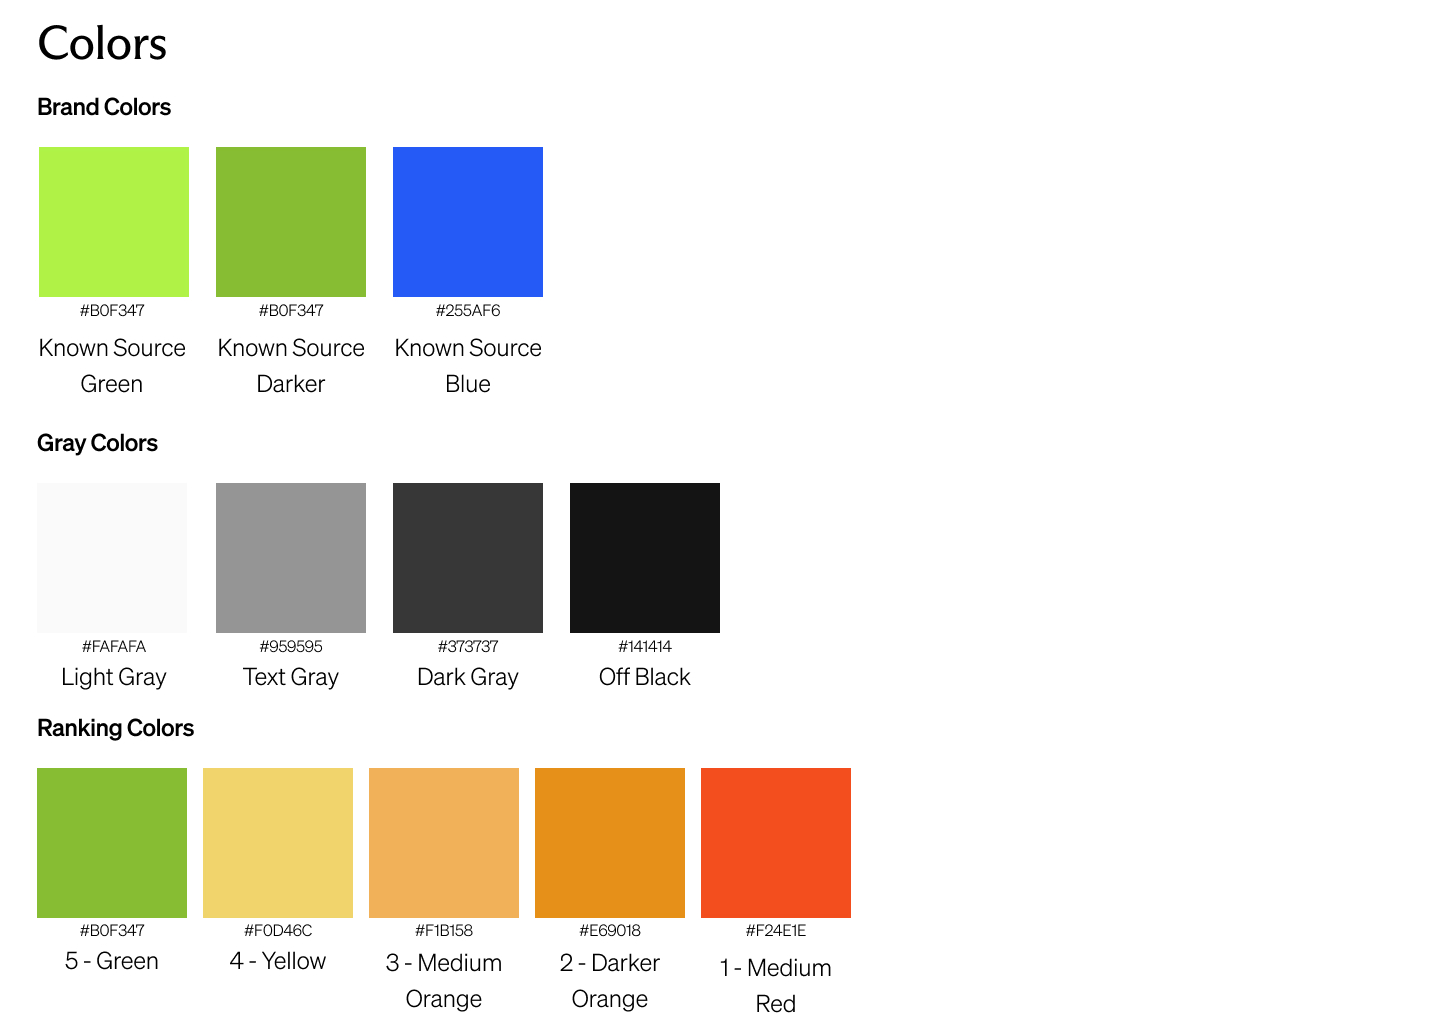 Colors
Brand Colors
#B0F347
#B0F347
#255AF6
Known Source
Green
Known Source
Darker
Known Source
Blue
Gray Colors
#FAFAFA
#959595
#373737
#141414
Light Gray
Text Gray
Dark Gray
Off Black
Ranking Colors
#B0F347
#F0D46C
#F1B158
#E69018
#F24E1E
5 - Green
4 - Yellow
3 - Medium
Orange
2 - Darker
Orange
1 - Medium
Red